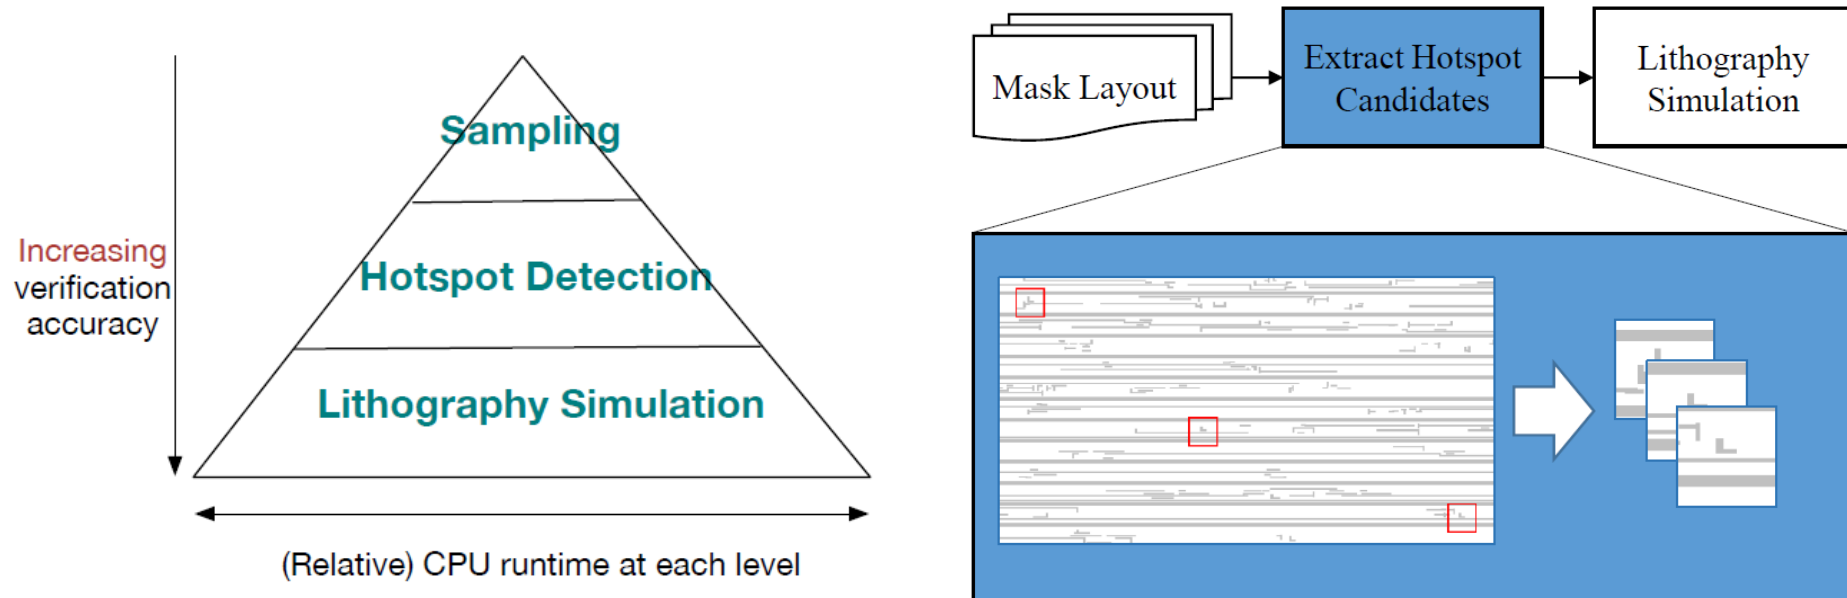 Sampling
Hotspot Detection
Lithography Simulation
Increasing
verification
accuracy
(Relative) CPU runtime at each level
Mask Layout
Extract Hotspot
Candidates
Lithography
Simulation